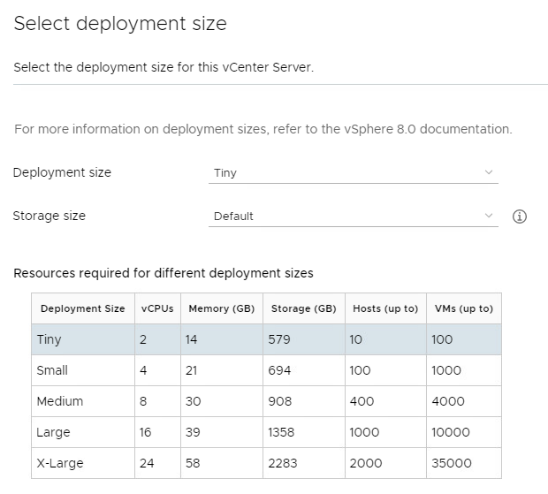 Select deployment size
Select the deployment size for this vCenter Server.
For more information on deployment sizes, refer to the vSphere 8.0 documentation.
Deployment size Tiny
Storage size Default
Resources required for different deployment sizes
Deployment Size vCPUs Memory (GB) Storage (GB) Hosts (up to) VMs (up to)
Tiny 2 14 579 10 100
Small 4 21 694 100 1000
Medium 8 30 908 400 4000
Large 16 39 1358 1000 10000
X-Large 24 58 2283 2000 35000